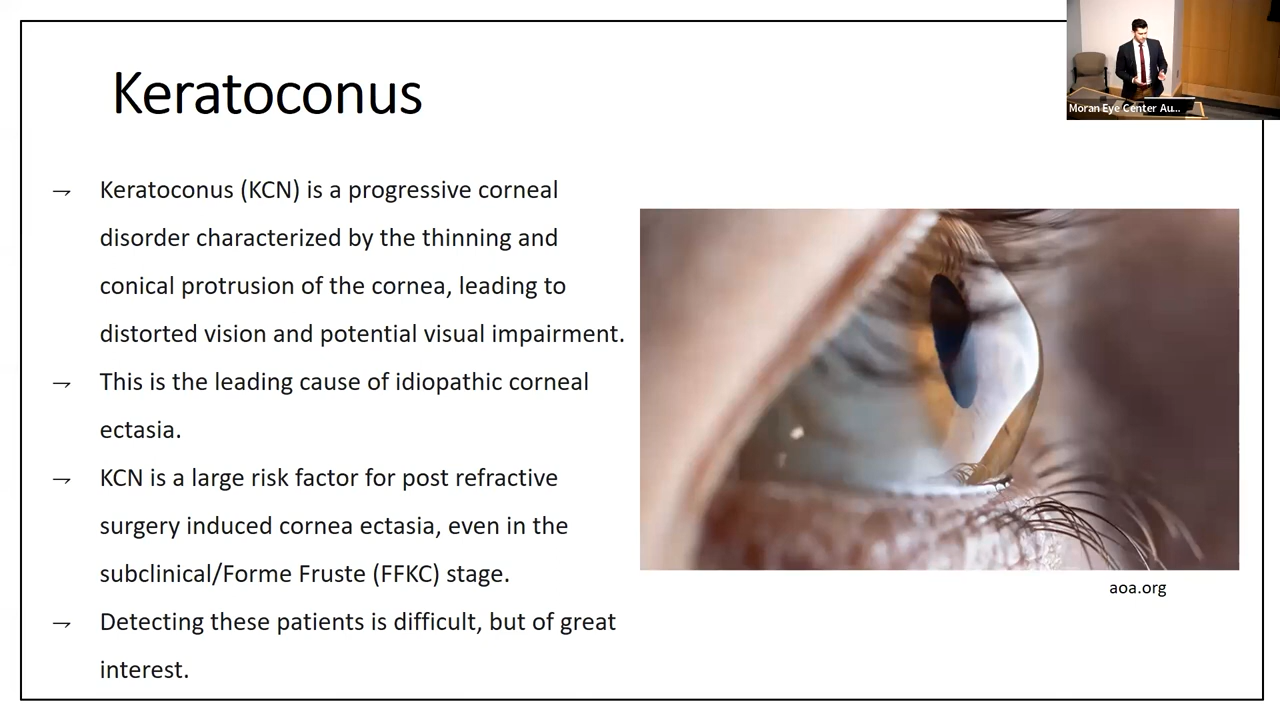 Keratoconus
Moran Eye Center Au...
→ Keratoconus (KCN) is a progressive corneal
disorder characterized by the thinning and
conical protrusion of the cornea, leading to
distorted vision and potential visual impairment.
→ This is the leading cause of idiopathic corneal
ectasia.
→ KCN is a large risk factor for post refractive
surgery induced cornea ectasia, even in the
subclinical/Forme Fruste (FFKC) stage.
→ Detecting these patients is difficult, but of great
interest.
aoa.org